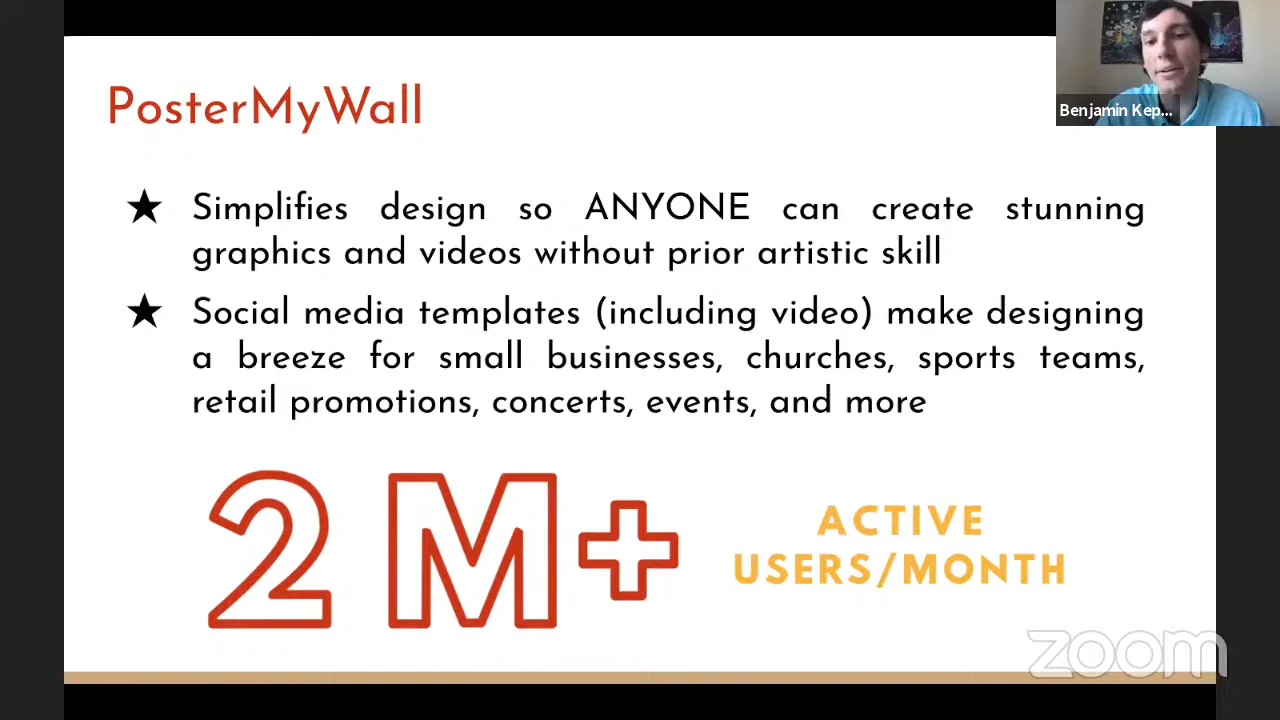 PosterMyWall
Benjamin Kep...
★ Simplifies design so ANYONE can create stunning
graphics and videos without prior artistic skill
★ Social media templates (including video) make designing
a breeze for small businesses, churches, sports teams,
retail promotions, concerts, events, and more
2 M+
ACTIVE
USERS/MONTH
zoom